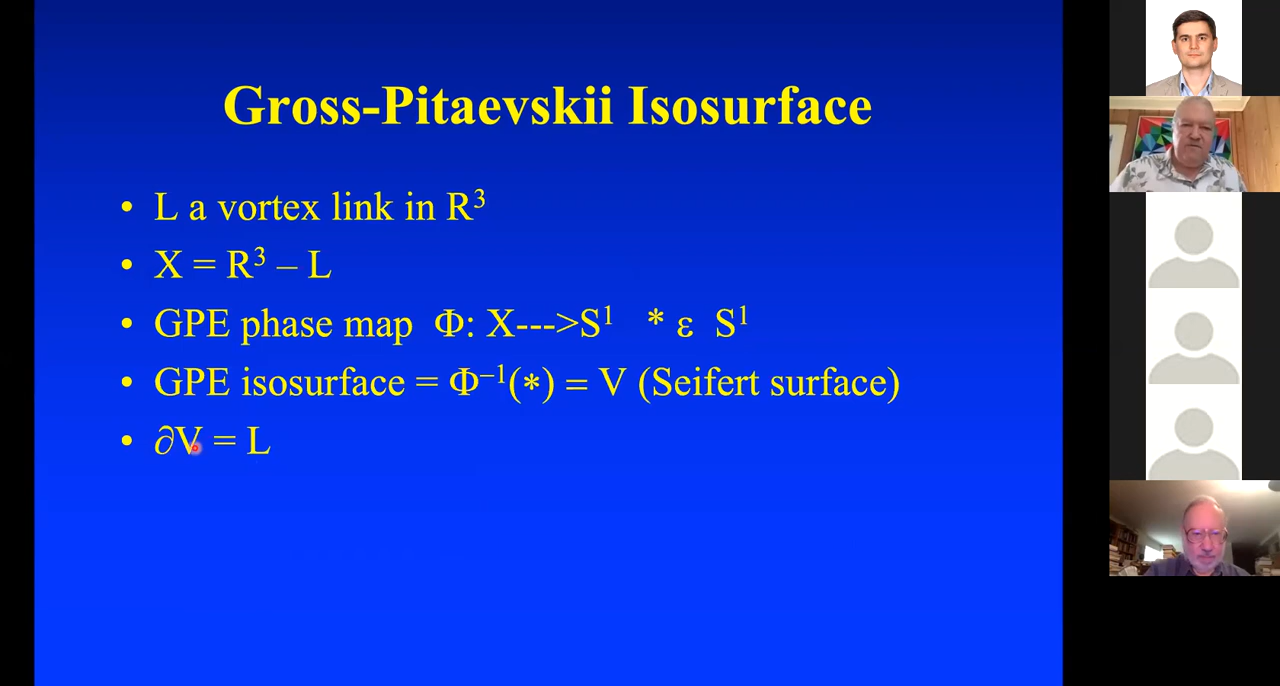 Gross-Pitaevskii Isosurface
• L a vortex link in R³
• X = R³ – L
• GPE phase map Φ: X--->S¹ * ε S¹
• GPE isosurface = Φ⁻¹(*) = V (Seifert surface)
• ∂V = L